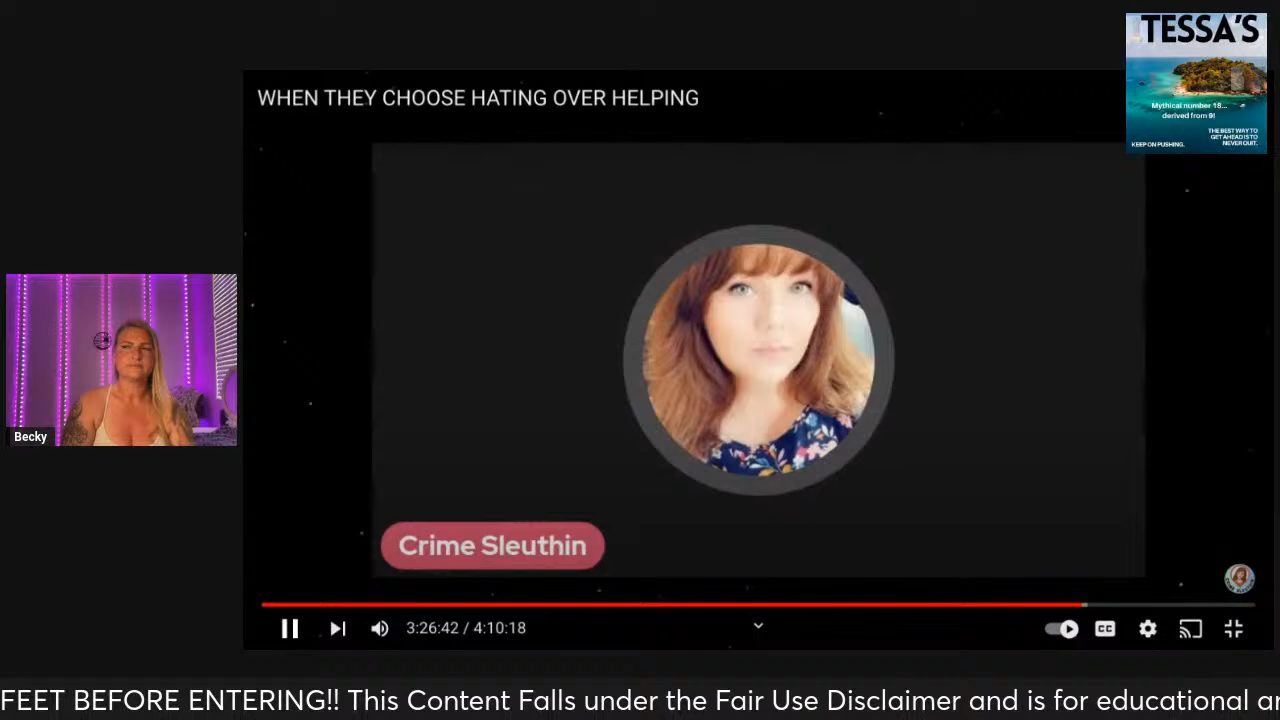 TESSA'S
Mythical number 18...
derived from 9!
THE BEST WAY TO
GET AHEAD IS TO
NEVER QUIT.
KEEP ON PUSHING.
WHEN THEY CHOOSE HATING OVER HELPING
Becky
Crime Sleuthin
3:26:42 / 4:10:18
CC
FEET BEFORE ENTERING!! This Content Falls under the Fair Use Disclaimer and is for educational a